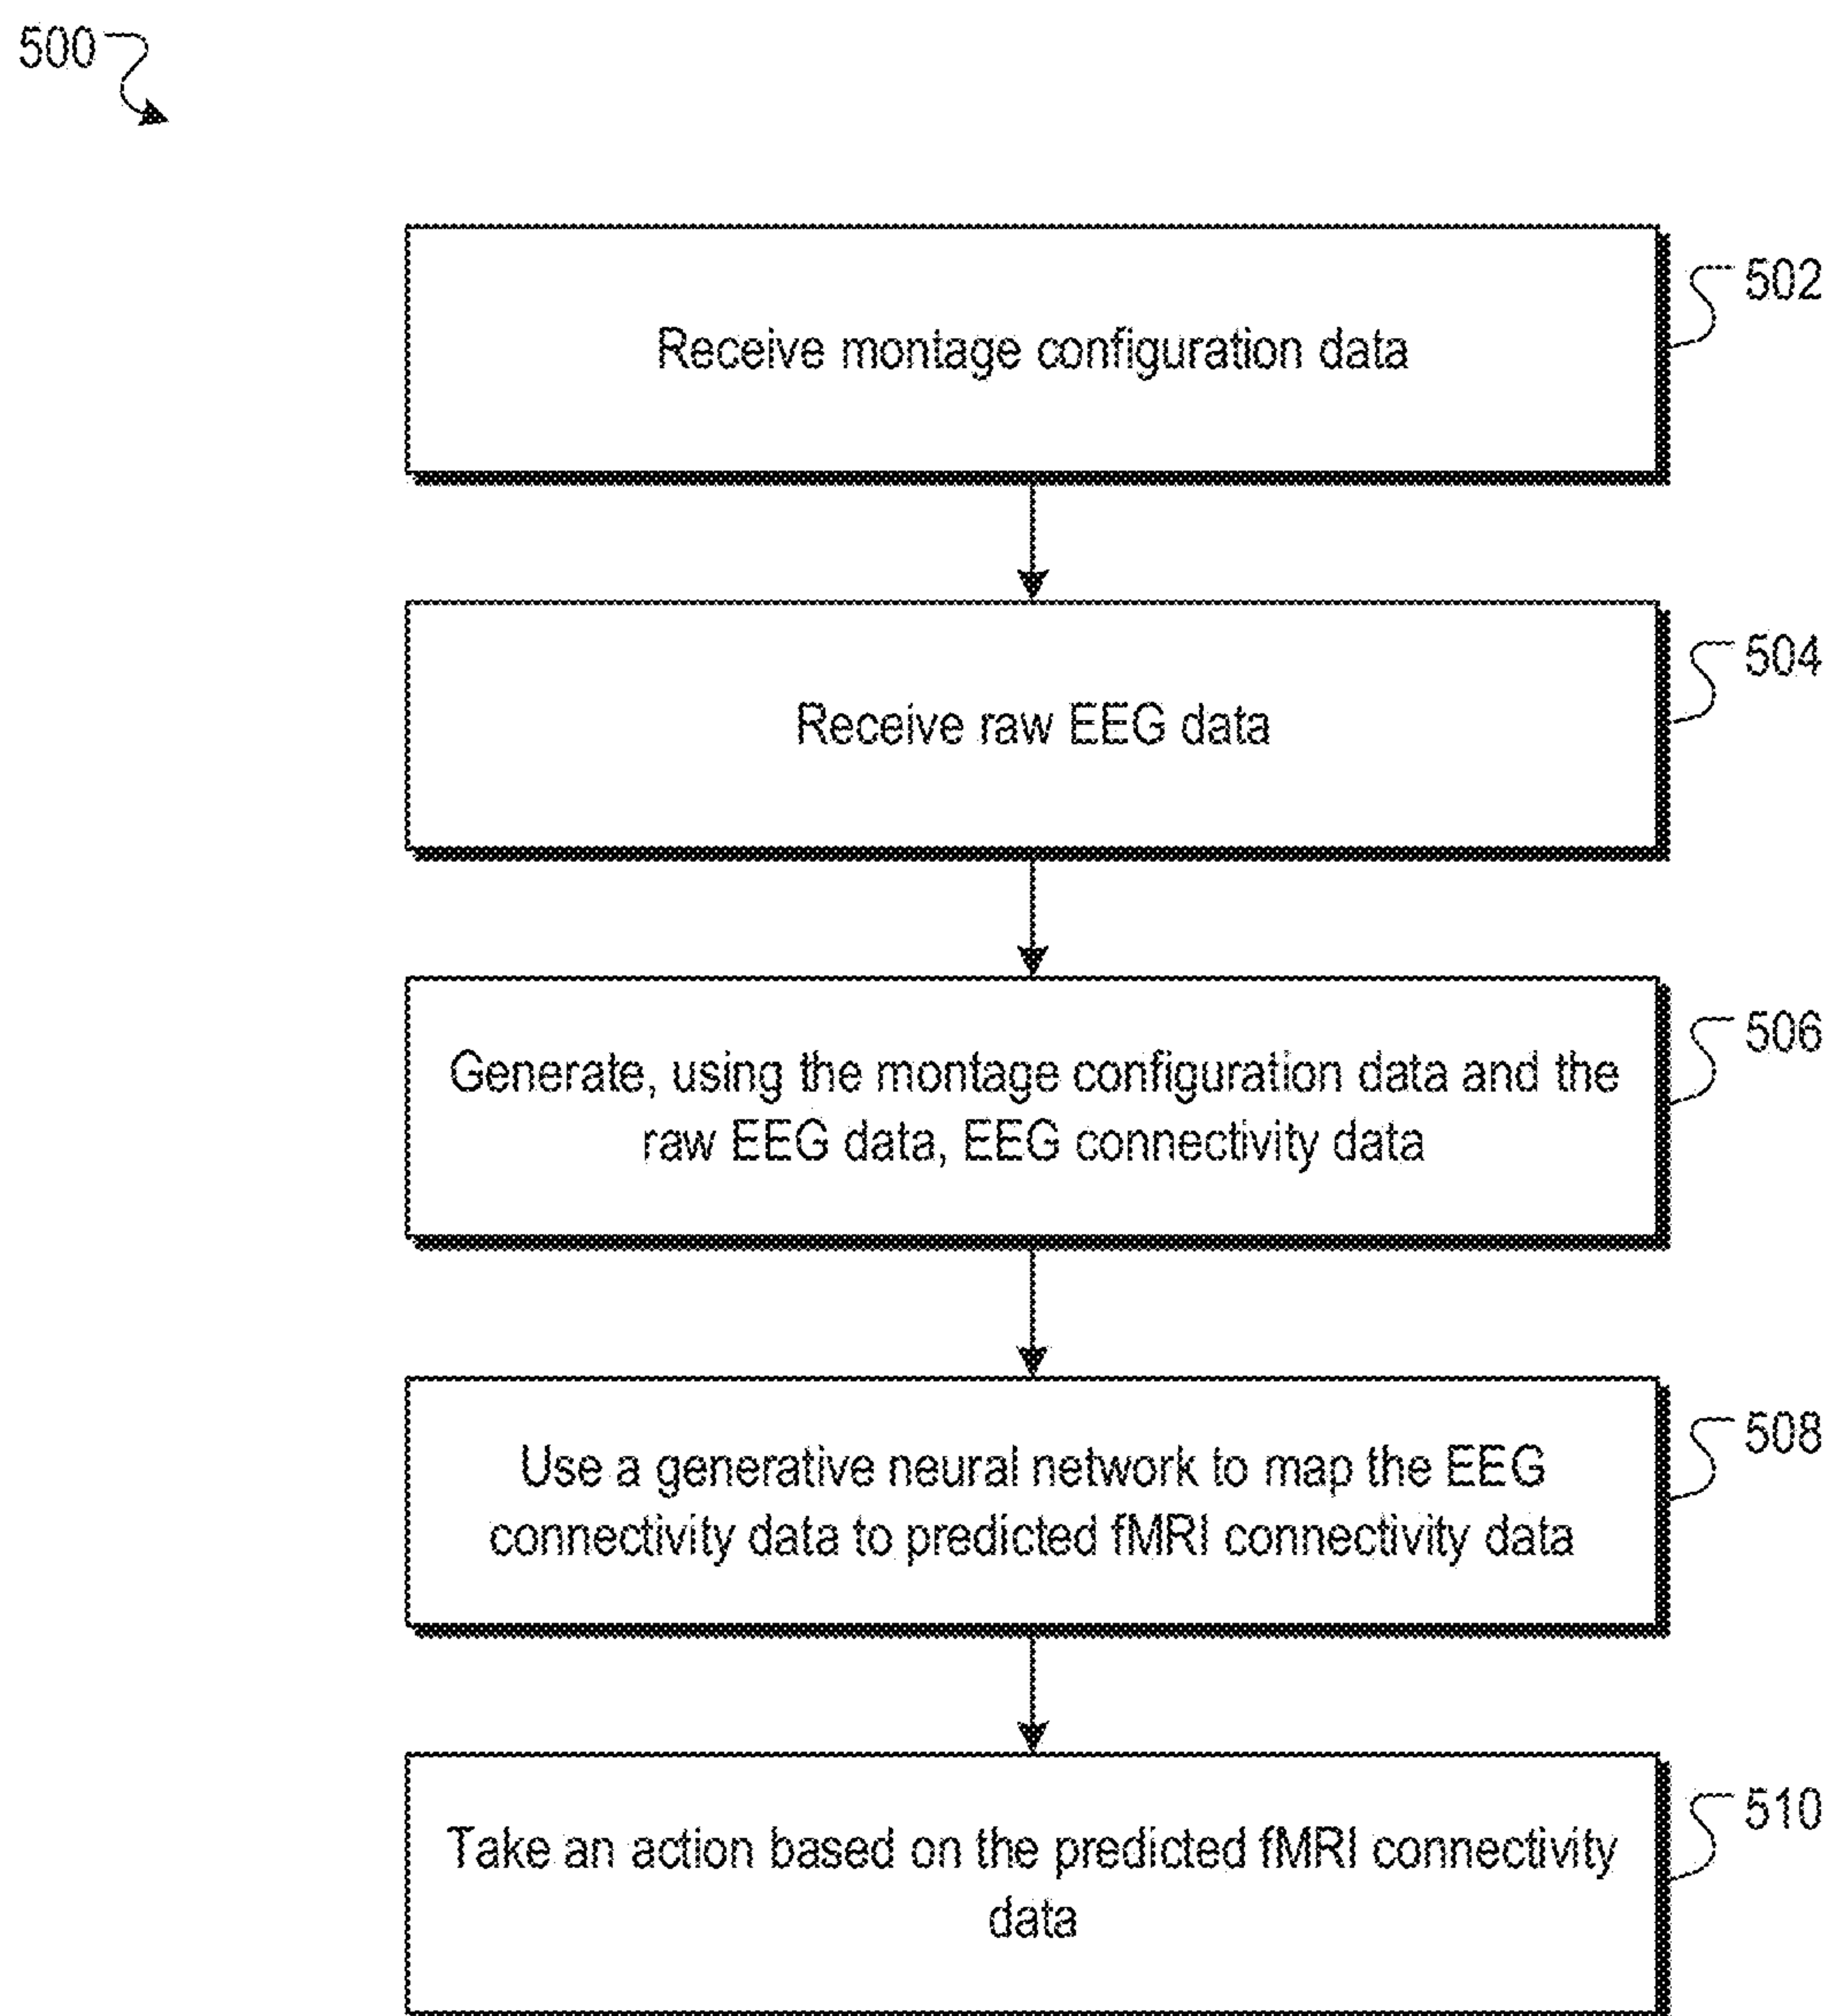 500
Receive montage configuration data
502
Receive raw EEG data
504
Generate, using the montage configuration data and the
raw EEG data, EEG connectivity data
506
Use a generative neural network to map the EEG
connectivity data to predicted fMRI connectivity data
508
Take an action based on the predicted fMRI connectivity
data
510